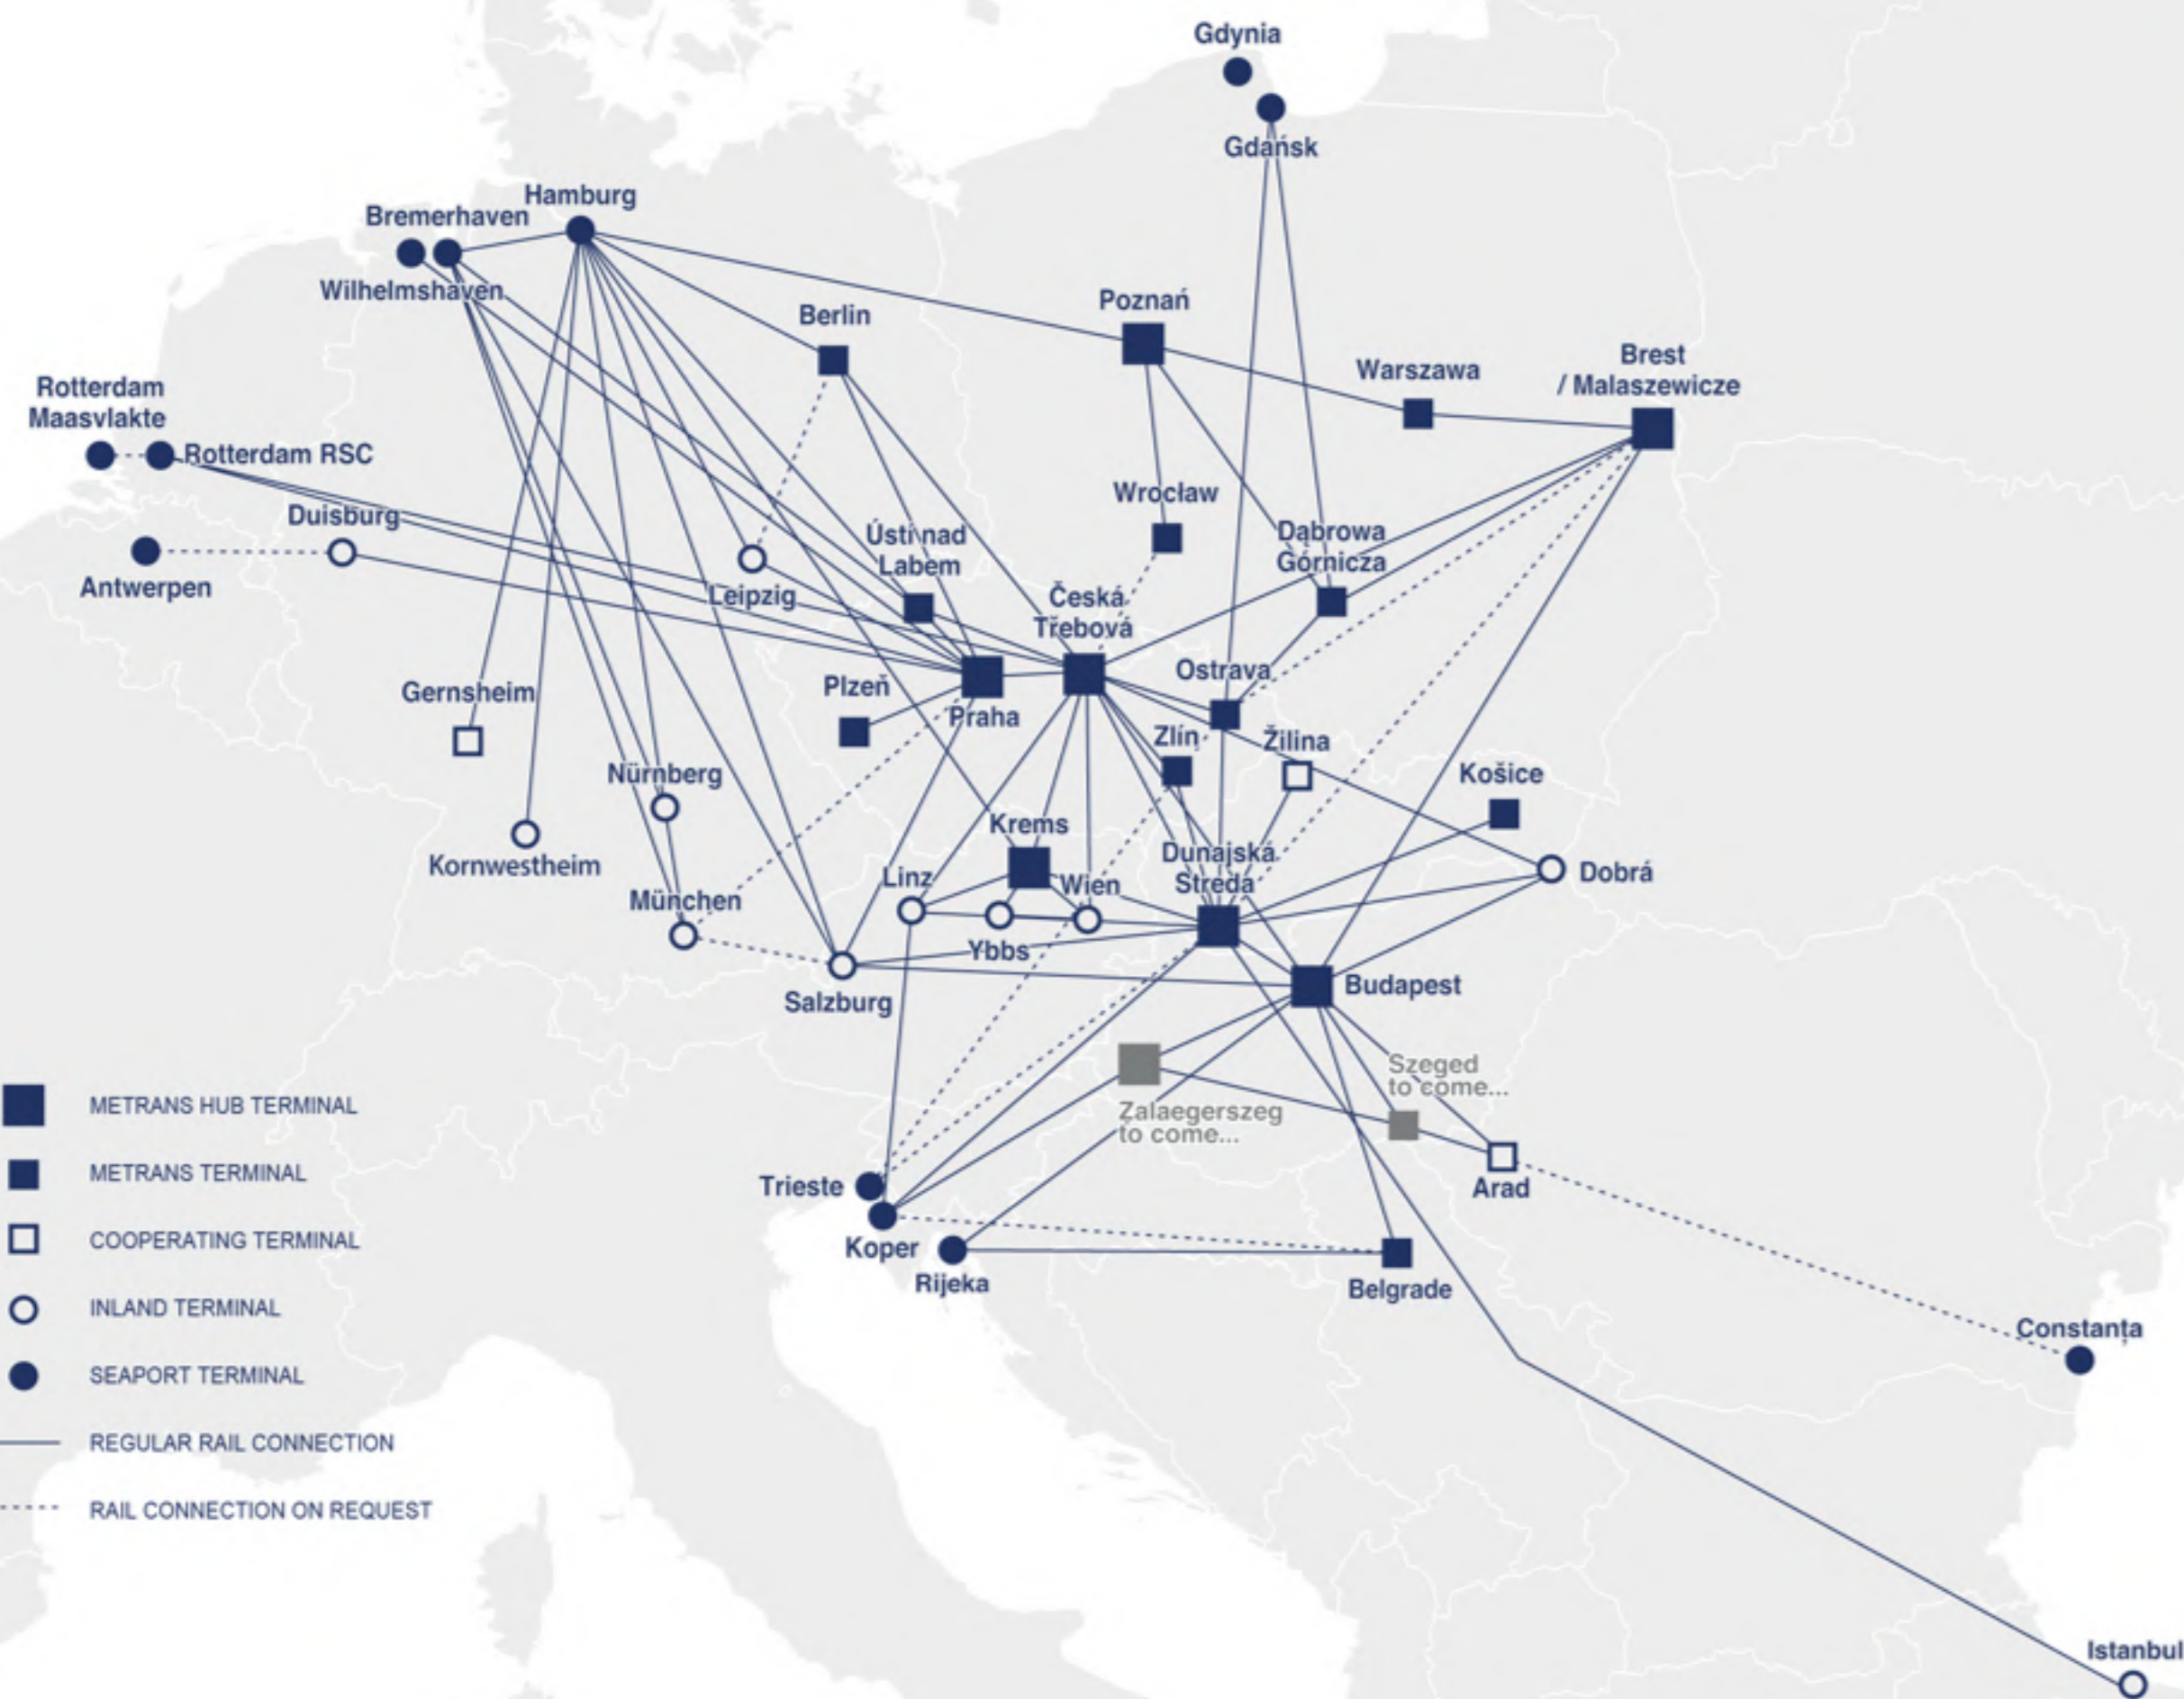 Gdynia
Gdańsk
Hamburg
Bremerhaven
Wilhelmshaven
Berlin
Poznań
Warszawa
Brest
/ Malaszewicze
Rotterdam
Maasvlakte
Rotterdam RSC
Duisburg
Antwerpen
Wrocław
Ústí nad
Labem
Leipzig
Dąbrowa
Górnicza
Česká
Třebová
Ostrava
Gernsheim
Plzeň
Praha
Zlín
Žilina
Košice
Nürnberg
Kornwestheim
Krems
Dunajská
Streda
Linz
Wien
Dobrá
München
Ybbs
Salzburg
Budapest
Szeged
to come...
Zalaegerszeg
to come...
Trieste
Koper
Rijeka
Arad
Belgrade
Constanța
Istanbul
METRANS HUB TERMINAL
METRANS TERMINAL
COOPERATING TERMINAL
INLAND TERMINAL
SEAPORT TERMINAL
REGULAR RAIL CONNECTION
RAIL CONNECTION ON REQUEST